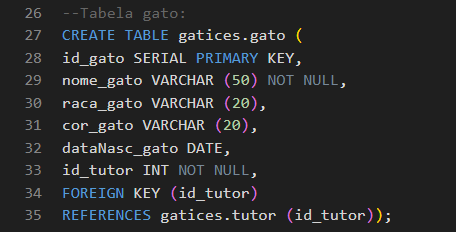 26 --Tabela gato:
27 CREATE TABLE gatices.gato (
28 id_gato SERIAL PRIMARY KEY,
29 nome_gato VARCHAR (50) NOT NULL,
30 raca_gato VARCHAR (20),
31 cor_gato VARCHAR (20),
32 dataNasc_gato DATE,
33 id_tutor INT NOT NULL,
34 FOREIGN KEY (id_tutor)
35 REFERENCES gatices.tutor (id_tutor));